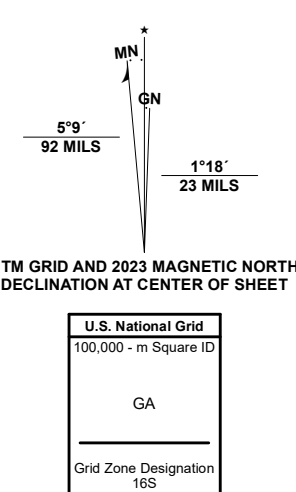 ★
MN
GN
5°9´
92 MILS
1°18´
23 MILS
TM GRID AND 2023 MAGNETIC NORTH
DECLINATION AT CENTER OF SHEET
U.S. National Grid
100,000 - m Square ID
GA
Grid Zone Designation
16S